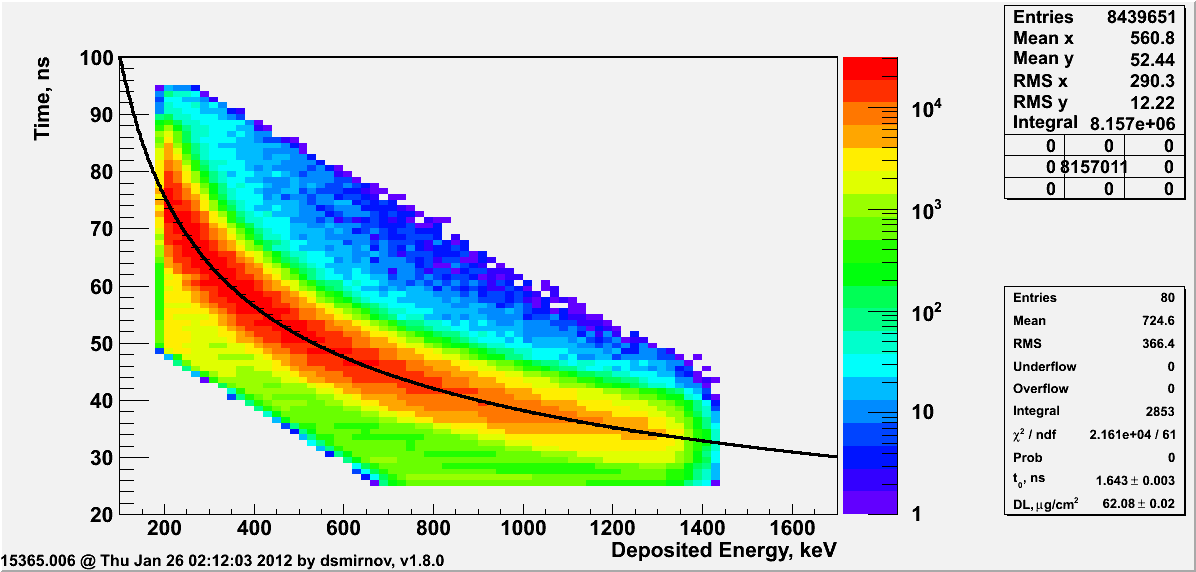 Time, ns
100
90
80
70
60
50
40
30
20
200 400 600 800 1000 1200 1400 1600
Deposited Energy, keV
10⁴
10³
10²
10
1
Entries 8439651
Mean x 560.8
Mean y 52.44
RMS x 290.3
RMS y 12.22
Integral 8.157e+06
0 0 0
0 8157011 0
0 0 0
Entries 80
Mean 724.6
RMS 366.4
Underflow 0
Overflow 0
Integral 2853
χ² / ndf 2.161e+04 / 61
Prob 0
t₀, ns 1.643 ± 0.003
DL, μg/cm² 62.08 ± 0.02
15365.006 @ Thu Jan 26 02:12:03 2012 by dsmirnov, v1.8.0